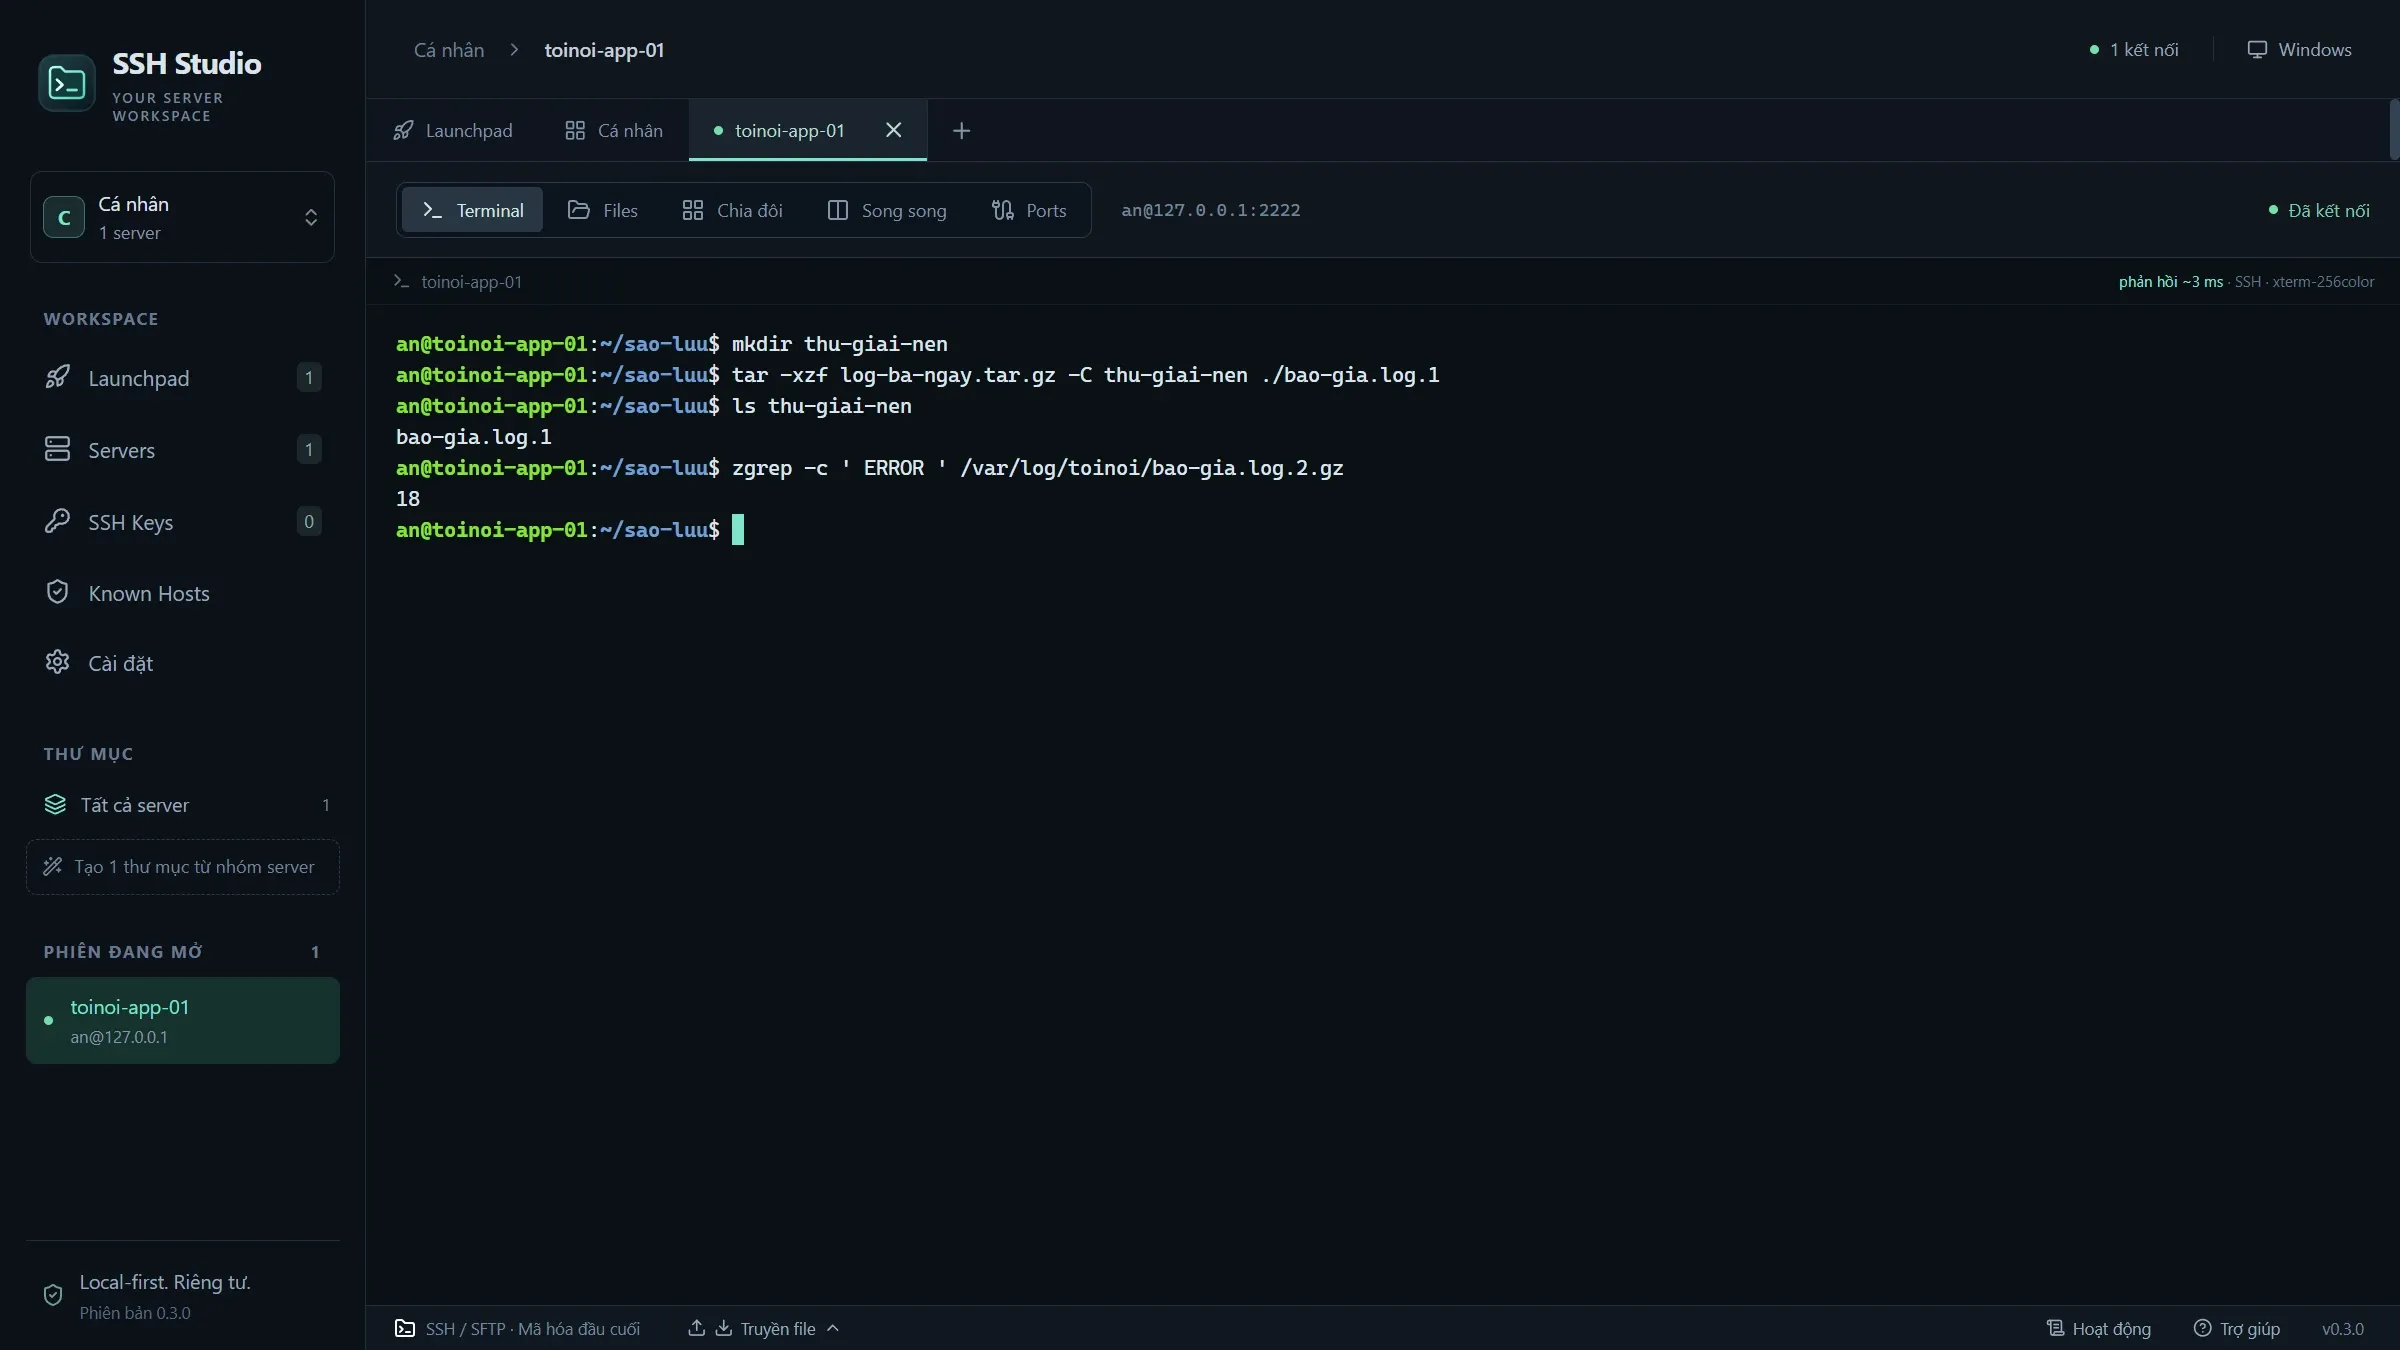 SSH Studio
YOUR SERVER
WORKSPACE
C
Cá nhân
1 server
WORKSPACE
Launchpad 1
Servers 1
SSH Keys 0
Known Hosts
Cài đặt
THƯ MỤC
Tất cả server 1
Tạo 1 thư mục từ nhóm server
PHIÊN ĐANG MỞ 1
toinoi-app-01
an@127.0.0.1
Local-first. Riêng tư.
Phiên bản 0.3.0
Cá nhân > toinoi-app-01
1 kết nối
Windows
Launchpad
Cá nhân
toinoi-app-01
Terminal
Files
Chia đôi
Song song
Ports
an@127.0.0.1:2222
Đã kết nối
toinoi-app-01
phản hồi ~3 ms · SSH · xterm-256color
an@toinoi-app-01:~/sao-luu$ mkdir thu-giai-nen
an@toinoi-app-01:~/sao-luu$ tar -xzf log-ba-ngay.tar.gz -C thu-giai-nen ./bao-gia.log.1
an@toinoi-app-01:~/sao-luu$ ls thu-giai-nen
bao-gia.log.1
an@toinoi-app-01:~/sao-luu$ zgrep -c ' ERROR ' /var/log/toinoi/bao-gia.log.2.gz
18
an@toinoi-app-01:~/sao-luu$
SSH / SFTP · Mã hóa đầu cuối
Truyền file
Hoạt động
Trợ giúp
v0.3.0